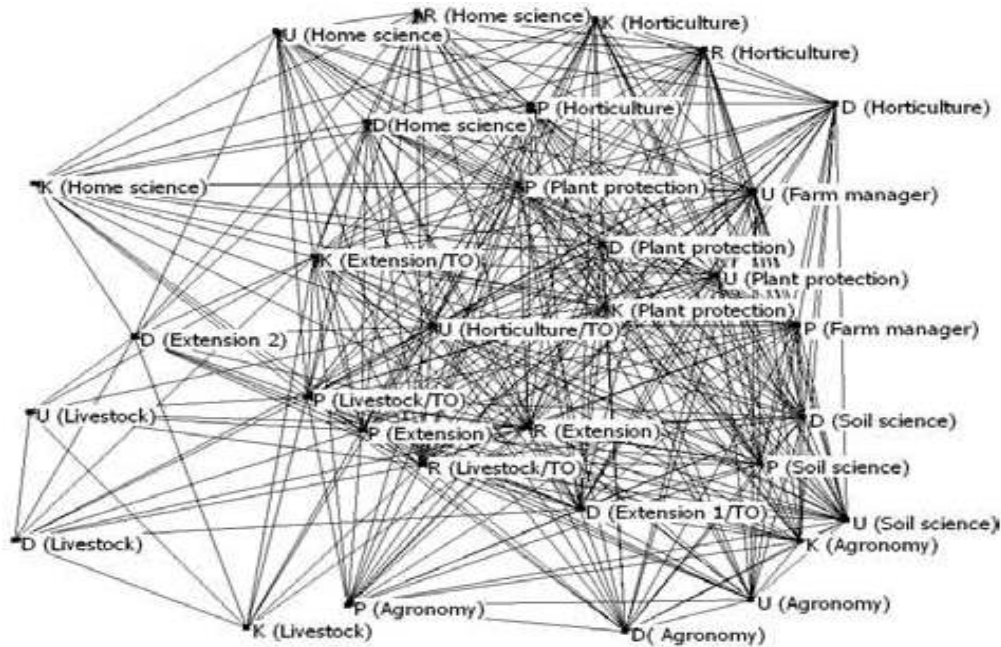 R (Home science)
K (Horticulture)
U (Home science)
R (Horticulture)
P (Horticulture)
D (Horticulture)
D(Home science)
K (Home science)
P (Plant protection)
U (Farm manager)
D (Plant protection)
K (Extension/TO)
U (Plant protection)
K (Plant protection)
U (Horticulture/TO)
P (Farm manager)
D (Extension 2)
P (Livestock/TO)
U (Livestock)
D (Soil science)
P (Extension)
R (Extension)
R (Livestock/TO)
P (Soil science)
D (Extension 1/TO)
U (Soil science)
D (Livestock)
K (Agronomy)
P (Agronomy)
U (Agronomy)
K (Livestock)
D( Agronomy)